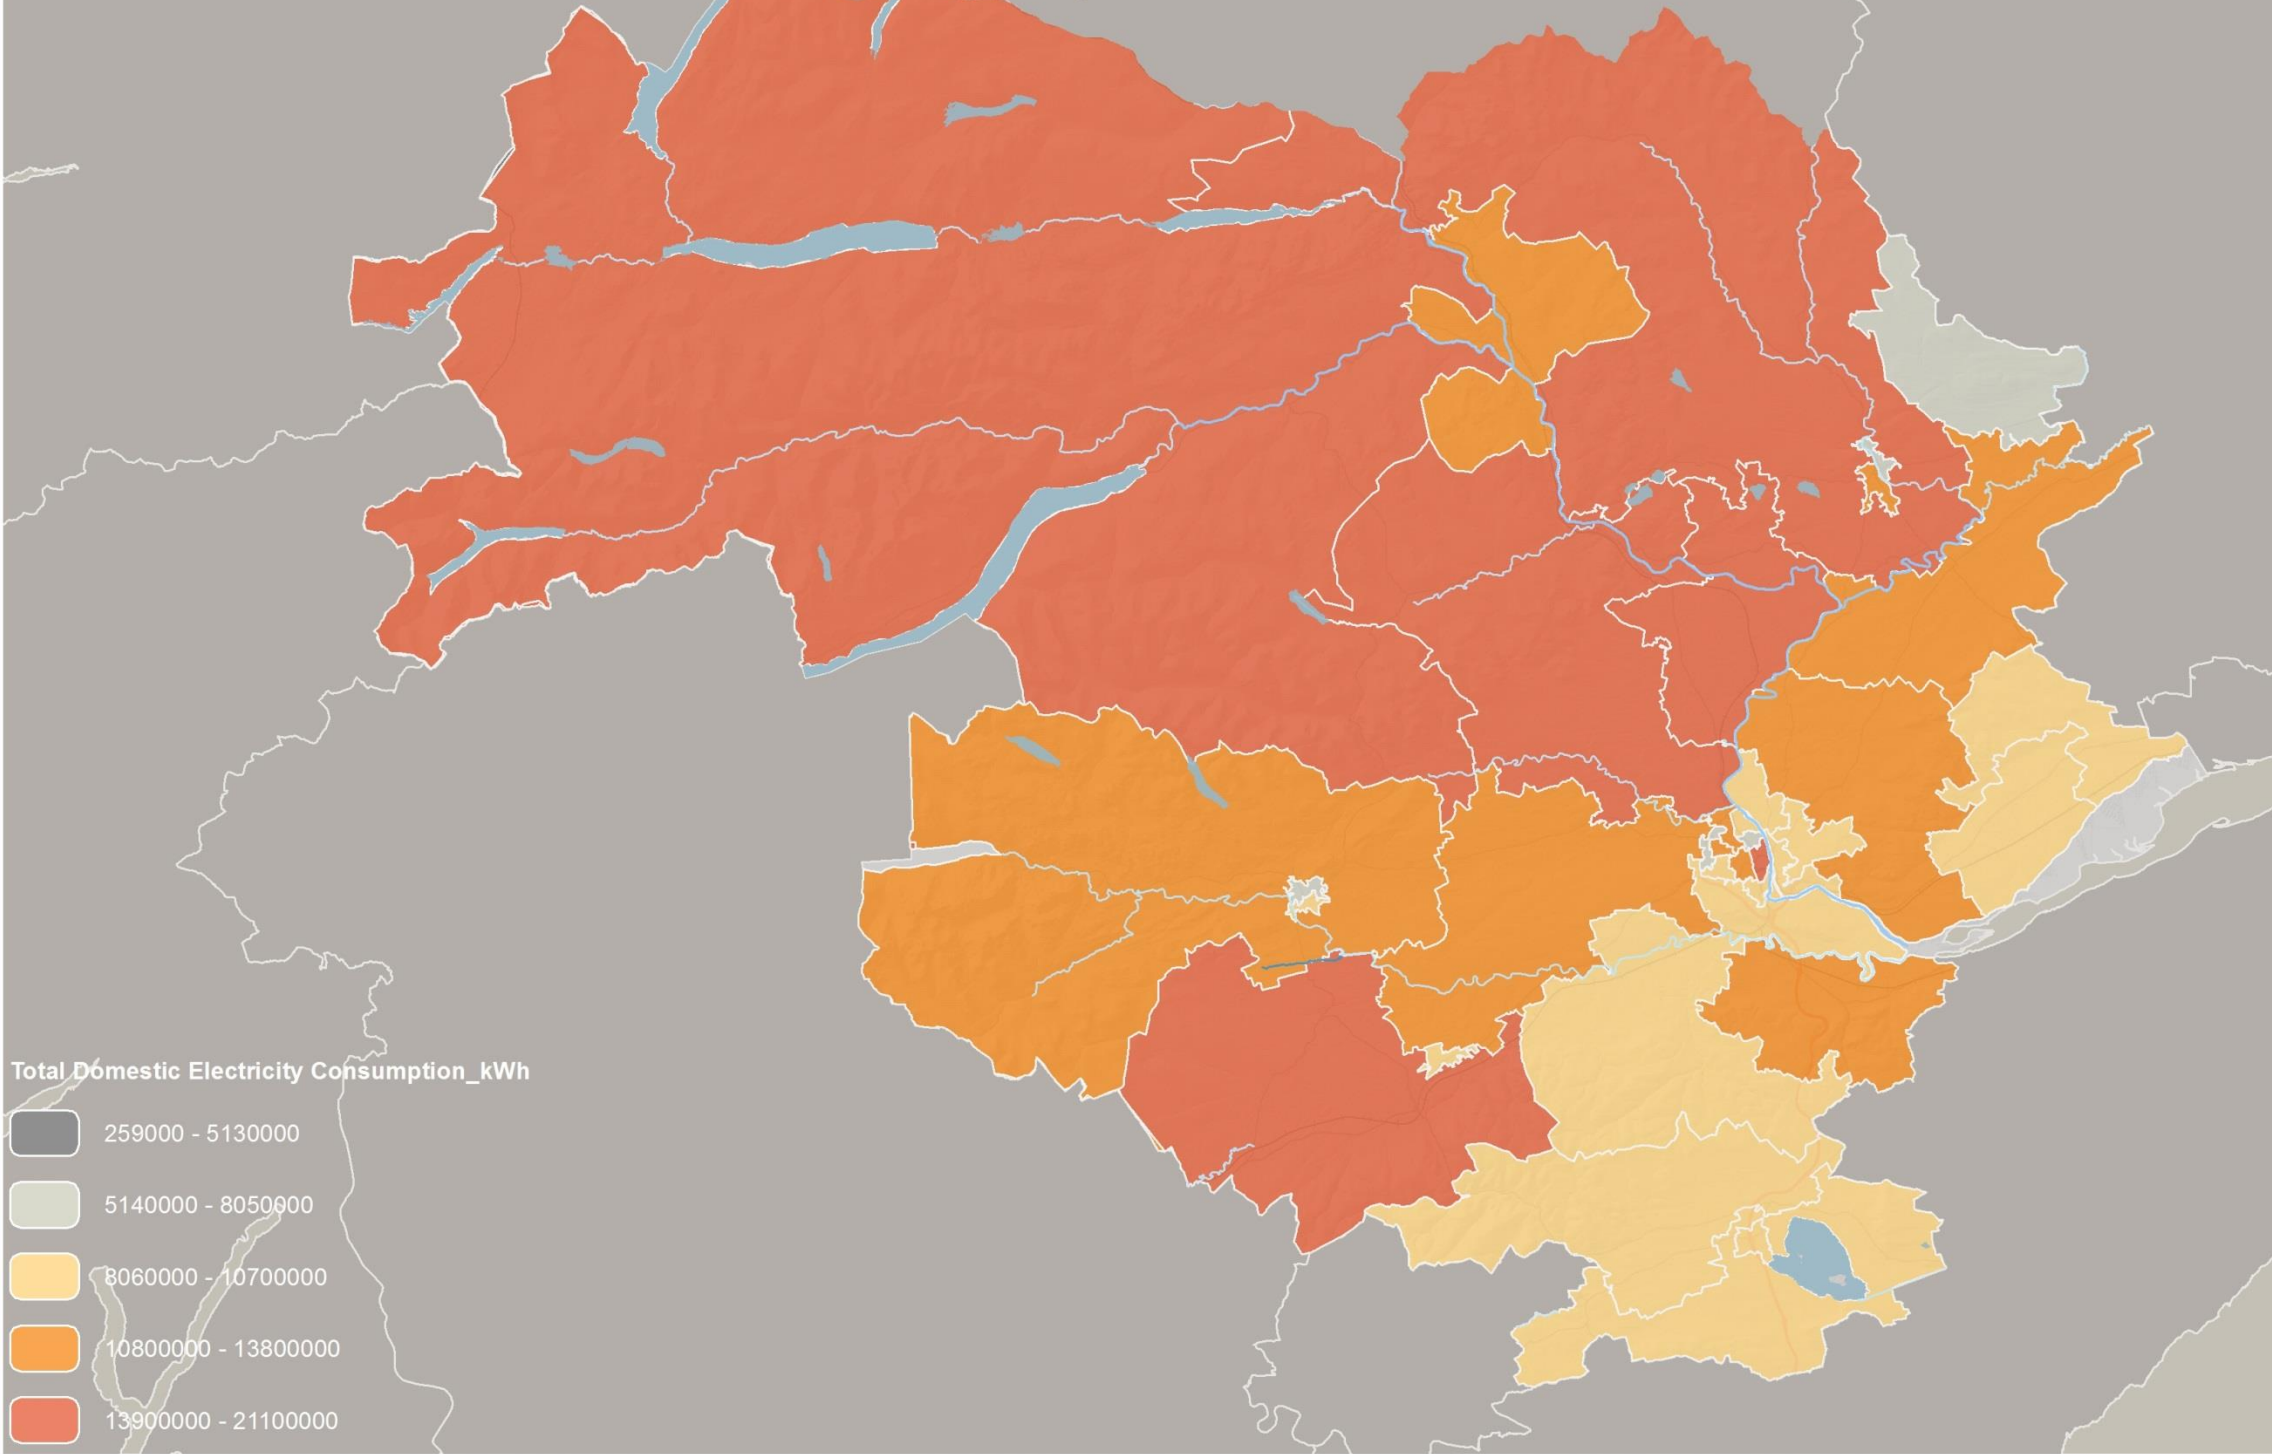 Total Domestic Electricity Consumption_kWh
259000 - 5130000
5140000 - 8050000
8060000 - 10700000
10800000 - 13800000
13900000 - 21100000